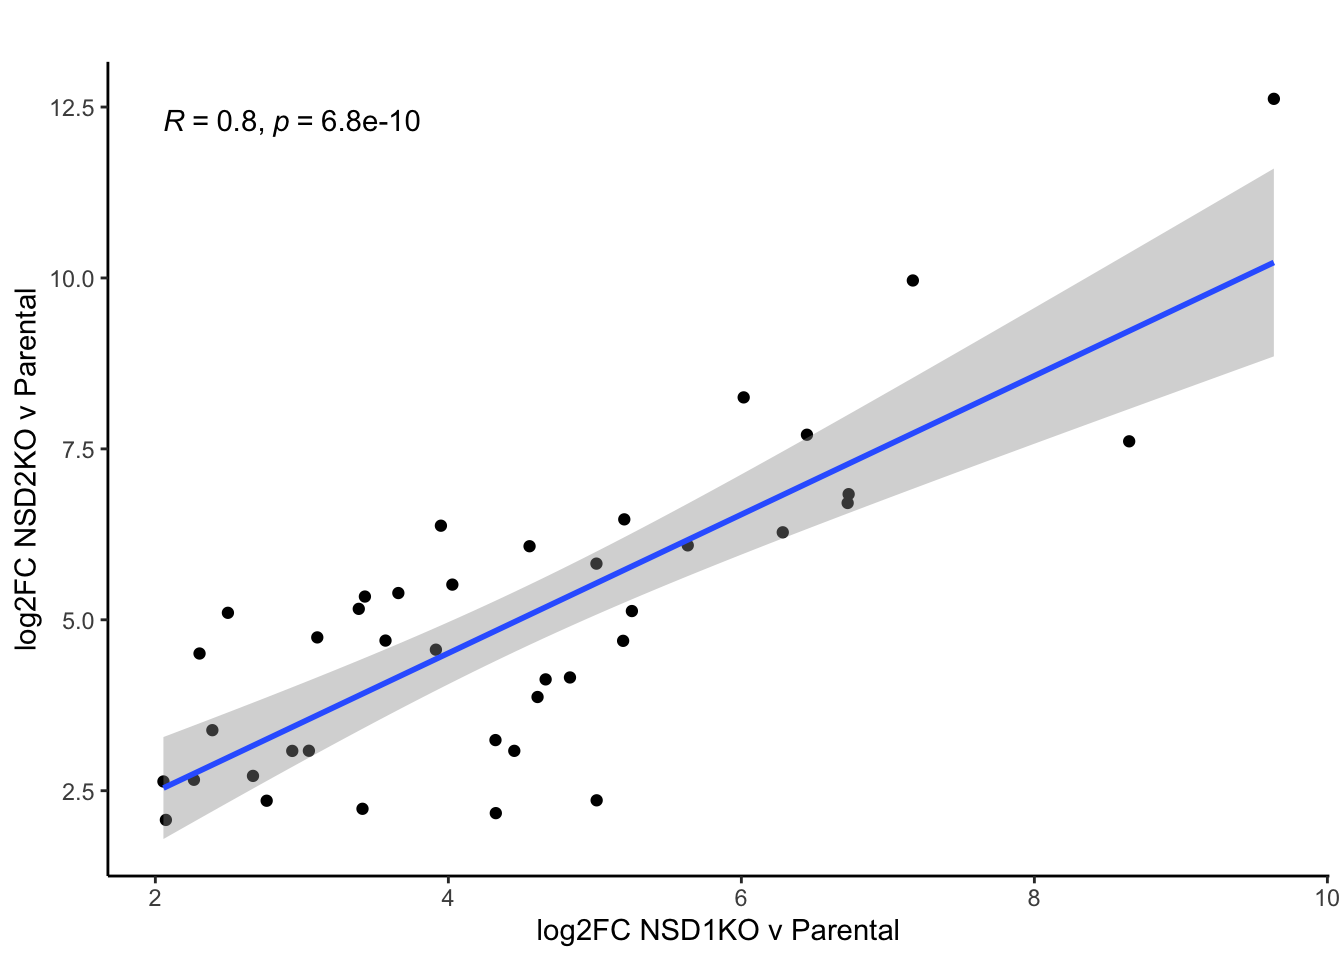 R = 0.8, p = 6.8e-10
12.5
10.0
7.5
5.0
2.5
log2FC NSD2KO v Parental
2 4 6 8 10
log2FC NSD1KO v Parental